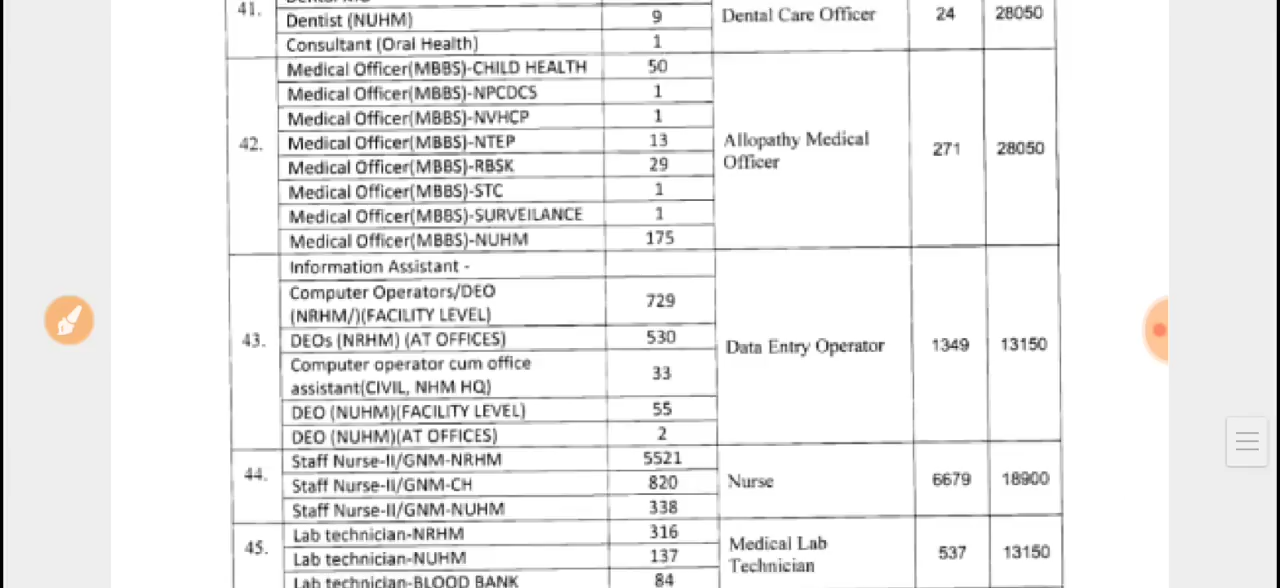 41.
Dentist (NUHM) 9 Dental Care Officer 24 28050
Consultant (Oral Health) 1
42.
Medical Officer(MBBS)-CHILD HEALTH 50
Medical Officer(MBBS)-NPCDCS 1
Medical Officer(MBBS)-NVHCP 1
Medical Officer(MBBS)-NTEP 13
Medical Officer(MBBS)-RBSK 29
Medical Officer(MBBS)-STC 1
Medical Officer(MBBS)-SURVEILANCE 1
Medical Officer(MBBS)-NUHM 175
Allopathy Medical
Officer
271 28050
43.
Information Assistant -
Computer Operators/DEO
(NRHM/)(FACILITY LEVEL) 729
DEOs (NRHM) (AT OFFICES) 530
Computer operator cum office
assistant(CIVIL, NHM HQ) 33
DEO (NUHM)(FACILITY LEVEL) 55
DEO (NUHM)(AT OFFICES) 2
Data Entry Operator 1349 13150
44.
Staff Nurse-II/GNM-NRHM 5521
Staff Nurse-II/GNM-CH 820
Staff Nurse-II/GNM-NUHM 338
Nurse 6679 18900
45.
Lab technician-NRHM 316
Lab technician-NUHM 137
Lab technician-BLOOD BANK 84
Medical Lab
Technician
537 13150